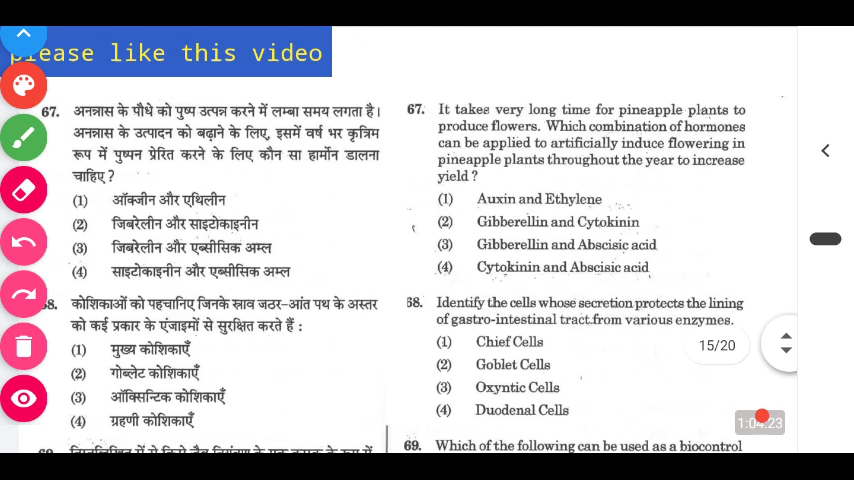 please like this video
67. अनन्नास के पौधे को पुष्प उत्पन्न करने में लम्बा समय लगता है।
अनन्नास के उत्पादन को बढ़ाने के लिए, इसमें वर्ष भर कृत्रिम
रूप में पुष्पन प्रेरित करने के लिए कौन सा हार्मोन डालना
चाहिए ?
(1) ऑक्जीन और एथिलीन
(2) जिबरेलीन और साइटोकाइनीन
(3) जिबरेलीन और एब्सीसिक अम्ल
(4) साइटोकाइनीन और एब्सीसिक अम्ल
68. कोशिकाओं को पहचानिए जिनके स्राव जठर-आंत पथ के अस्तर
को कई प्रकार के एंजाइमों से सुरक्षित करते हैं :
(1) मुख्य कोशिकाएँ
(2) गोब्लेट कोशिकाएँ
(3) ऑक्सिन्टिक कोशिकाएँ
(4) ग्रहणी कोशिकाएँ
67. It takes very long time for pineapple plants to
produce flowers. Which combination of hormones
can be applied to artificially induce flowering in
pineapple plants throughout the year to increase
yield ?
(1) Auxin and Ethylene
(2) Gibberellin and Cytokinin
(3) Gibberellin and Abscisic acid
(4) Cytokinin and Abscisic acid
68. Identify the cells whose secretion protects the lining
of gastro-intestinal tract from various enzymes.
(1) Chief Cells
(2) Goblet Cells
(3) Oxyntic Cells
(4) Duodenal Cells
69. Which of the following can be used as a biocontrol
15/20
1:04:23